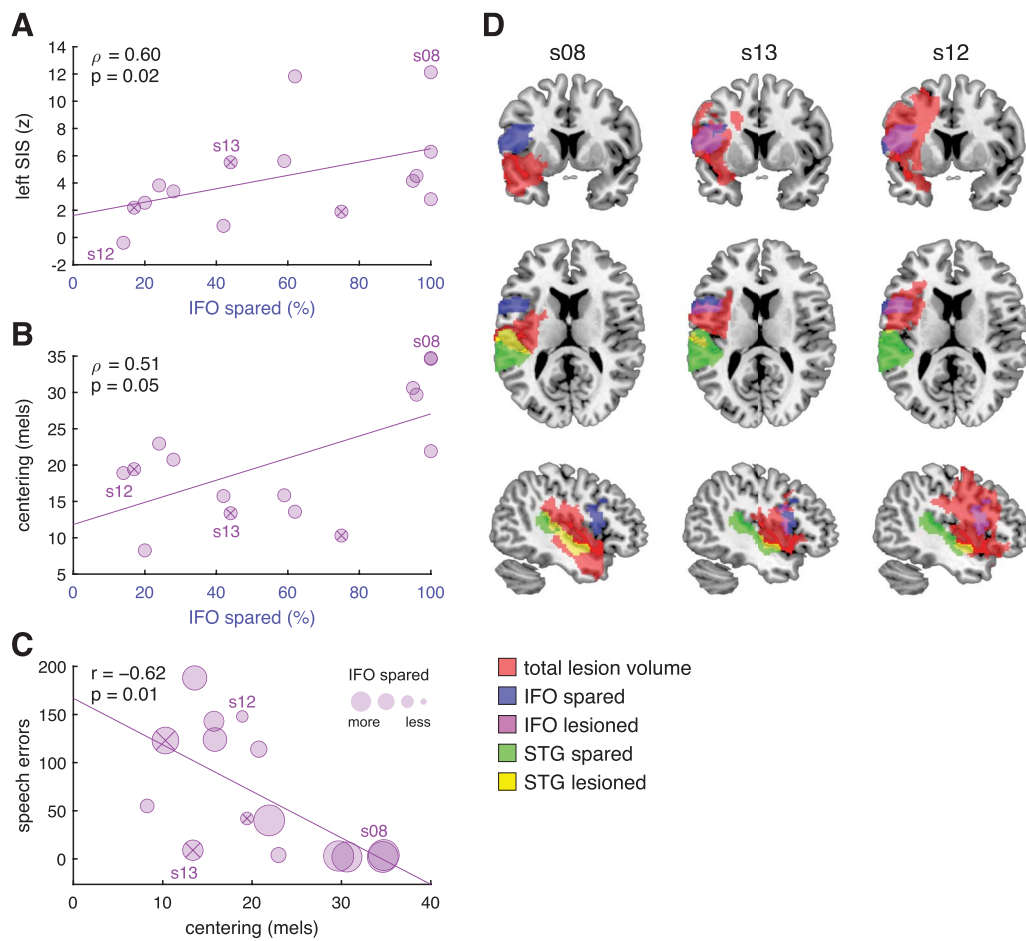 A
ρ = 0.60
p = 0.02
14
12
10
8
6
4
2
0
-2
left SIS (z)
s08
s13
s12
20
40
60
80
100
IFO spared (%)
B
ρ = 0.51
p = 0.05
35
30
25
20
15
10
5
centering (mels)
s08
s12
s13
0
20
40
60
80
100
IFO spared (%)
C
r = −0.62
p = 0.01
200
150
100
50
0
speech errors
IFO spared
more less
s12
s08
s13
0
10
20
30
40
centering (mels)
D
s08 s13 s12
total lesion volume
IFO spared
IFO lesioned
STG spared
STG lesioned